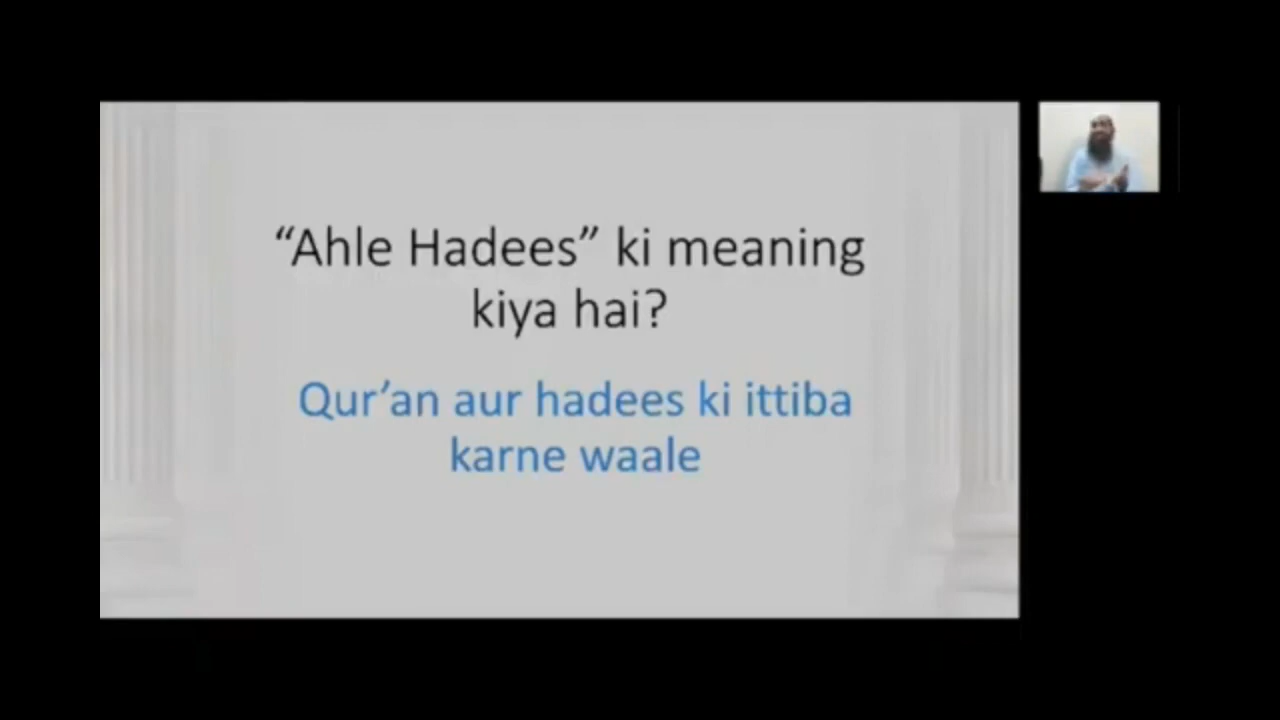 “Ahle Hadees” ki meaning
kiya hai?
Qur’an aur hadees ki ittiba
karne waale